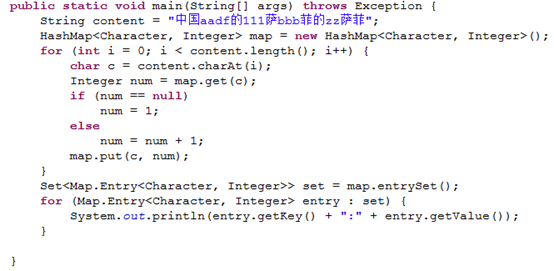 public static void main(String[] args) throws Exception {
    String content = "中国aadf的111萨bbb菲的zz萨菲";
    HashMap<Character, Integer> map = new HashMap<Character, Integer>();
    for (int i = 0; i < content.length(); i++) {
        char c = content.charAt(i);
        Integer num = map.get(c);
        if (num == null)
            num = 1;
        else
            num = num + 1;
        map.put(c, num);
    }
    Set<Map.Entry<Character, Integer>> set = map.entrySet();
    for (Map.Entry<Character, Integer> entry : set) {
        System.out.println(entry.getKey() + ":" + entry.getValue());
    }
}